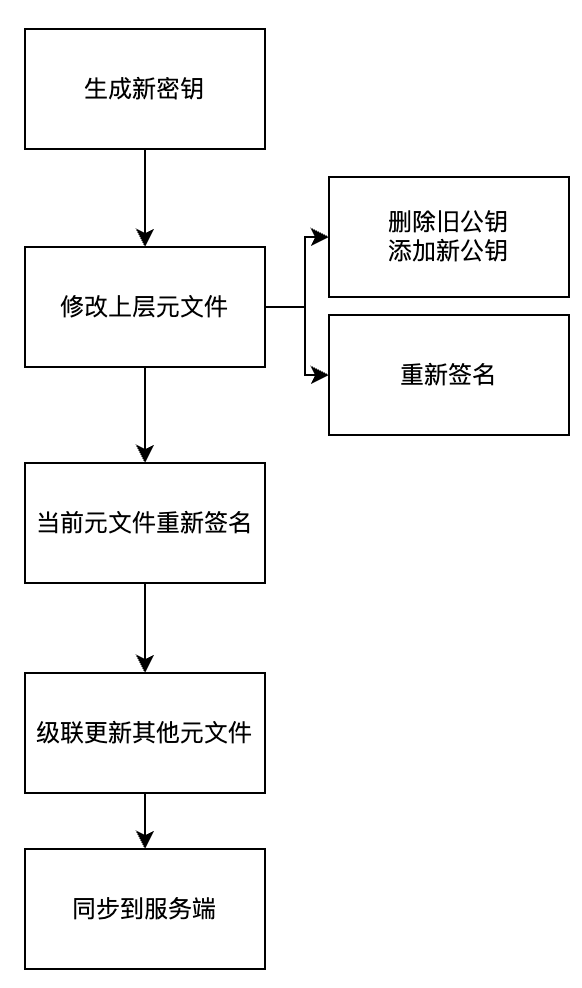 生成新密钥
修改上层元文件
删除旧公钥
添加新公钥
重新签名
当前元文件重新签名
级联更新其他元文件
同步到服务端